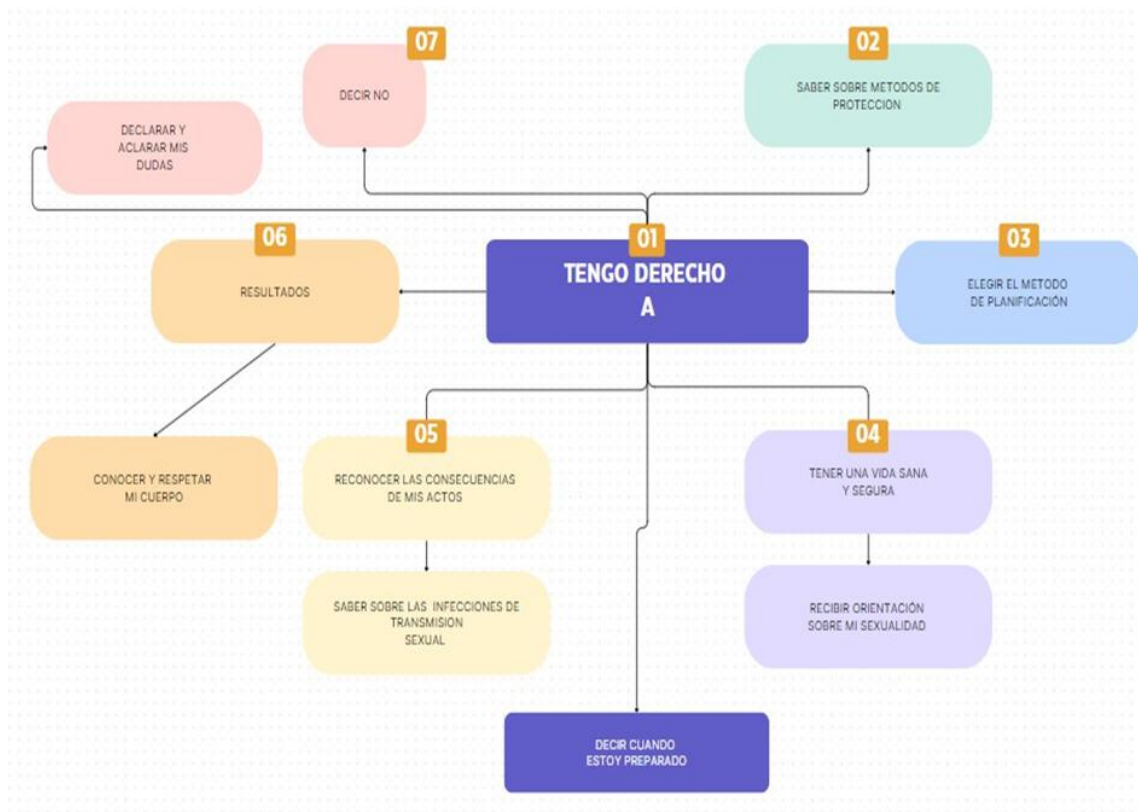 07
DECIR NO
02
SABER SOBRE METODOS DE
PROTECCION
DECLARAR Y
ACLARAR MIS
DUDAS
06
RESULTADOS
01
TENGO DERECHO
A
03
ELEGIR EL METODO
DE PLANIFICACIÓN
CONOCER Y RESPETAR
MI CUERPO
05
RECONOCER LAS CONSECUENCIAS
DE MIS ACTOS
04
TENER UNA VIDA SANA
Y SEGURA
SABER SOBRE LAS INFECCIONES DE
TRANSMISION
SEXUAL
RECIBIR ORIENTACIÓN
SOBRE MI SEXUALIDAD
DECIR CUANDO
ESTOY PREPARADO